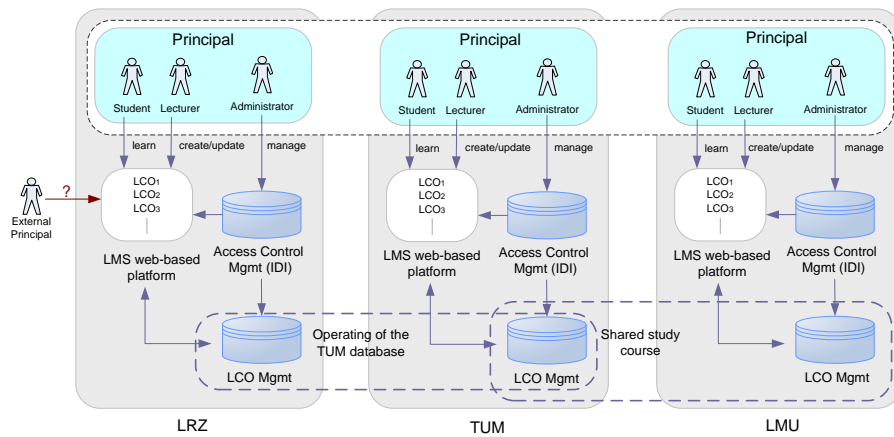 Principal
Student
Lecturer
Administrator
learn
create/update
manage
Principal
Student
Lecturer
Administrator
learn
create/update
manage
Principal
Student
Lecturer
Administrator
learn
create/update
manage
?
External
Principal
LCO1
LCO2
LCO3
LMS web-based
platform
Access Control
Mgmt (IDI)
LCO1
LCO2
LCO3
LMS web-based
platform
Access Control
Mgmt (IDI)
LCO1
LCO2
LCO3
LMS web-based
platform
Access Control
Mgmt (IDI)
Operating of the
TUM database
Shared study
course
LCO Mgmt
LCO Mgmt
LCO Mgmt
LRZ
TUM
LMU